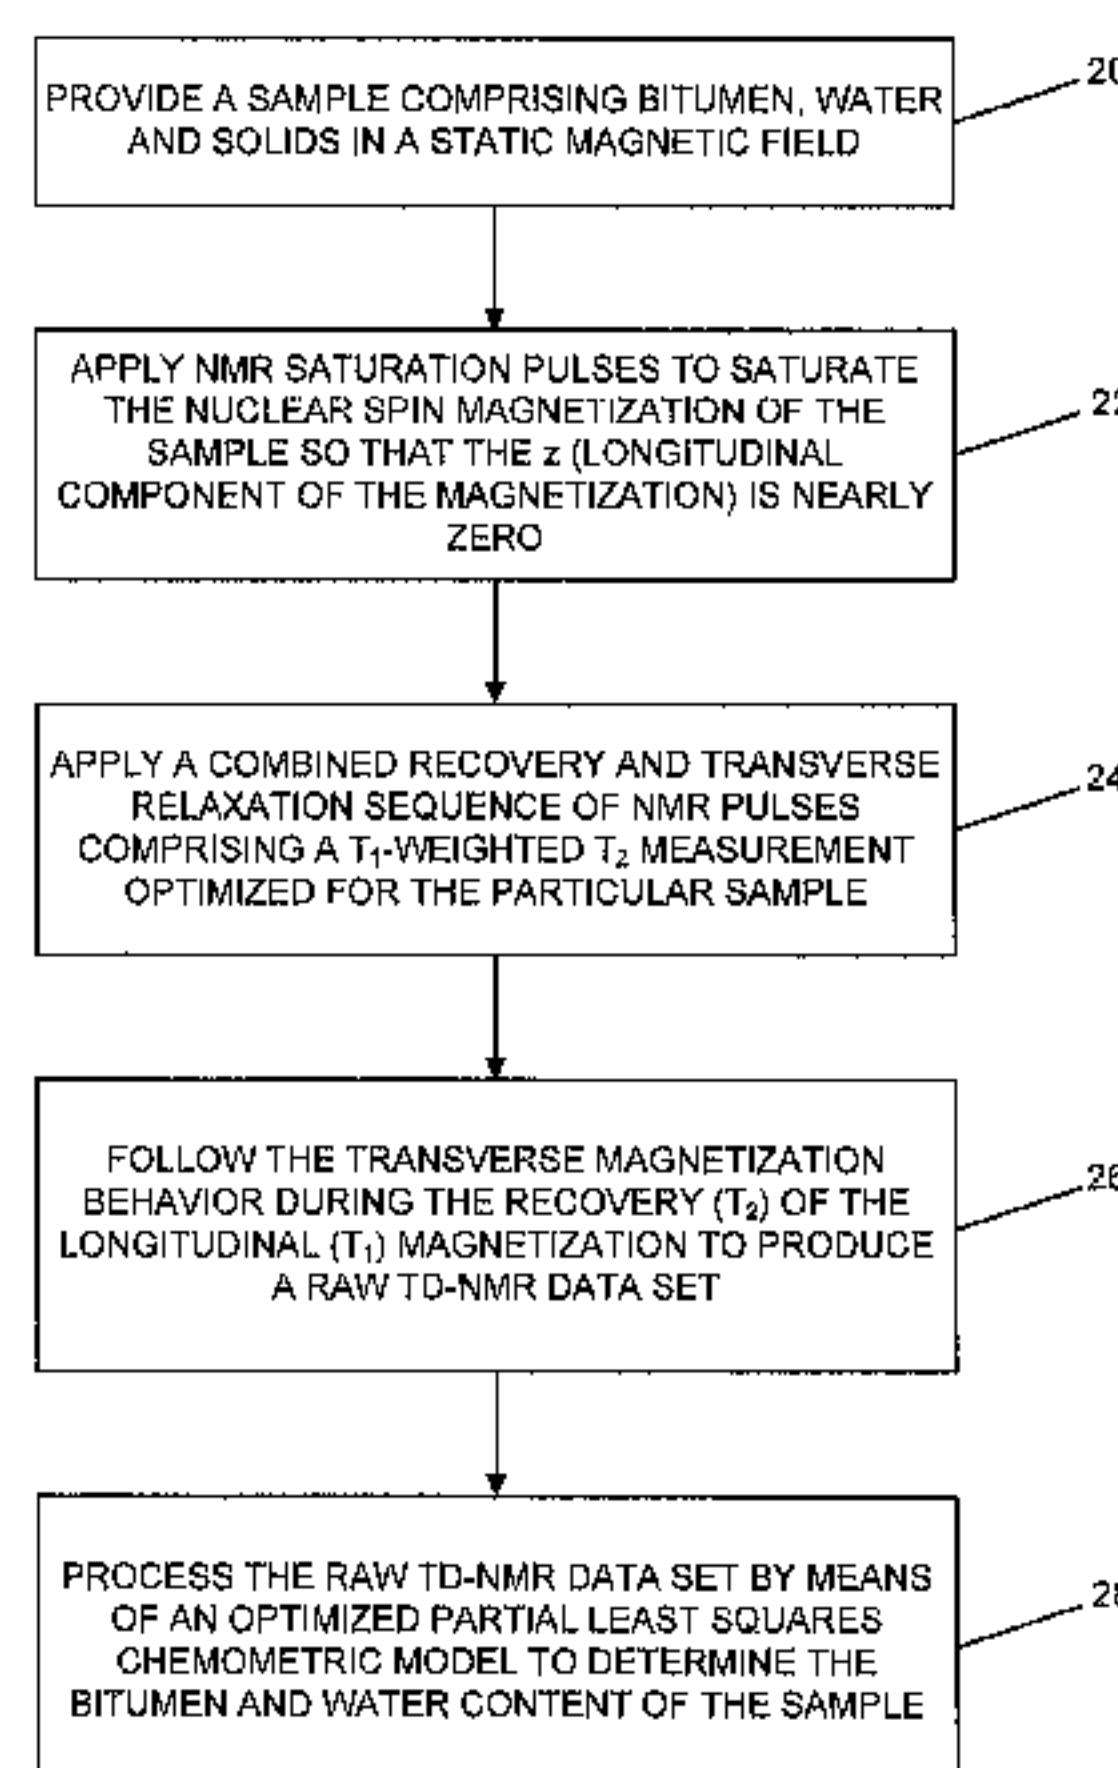 PROVIDE A SAMPLE COMPRISING BITUMEN, WATER
AND SOLIDS IN A STATIC MAGNETIC FIELD
20
APPLY NMR SATURATION PULSES TO SATURATE
THE NUCLEAR SPIN MAGNETIZATION OF THE
SAMPLE SO THAT THE z (LONGITUDINAL
COMPONENT OF THE MAGNETIZATION) IS NEARLY
ZERO
22
APPLY A COMBINED RECOVERY AND TRANSVERSE
RELAXATION SEQUENCE OF NMR PULSES
COMPRISING A T₁-WEIGHTED T₂ MEASUREMENT
OPTIMIZED FOR THE PARTICULAR SAMPLE
24
FOLLOW THE TRANSVERSE MAGNETIZATION
BEHAVIOR DURING THE RECOVERY (T₂) OF THE
LONGITUDINAL (T₁) MAGNETIZATION TO PRODUCE
A RAW TD-NMR DATA SET
26
PROCESS THE RAW TD-NMR DATA SET BY MEANS
OF AN OPTIMIZED PARTIAL LEAST SQUARES
CHEMOMETRIC MODEL TO DETERMINE THE
BITUMEN AND WATER CONTENT OF THE SAMPLE
28